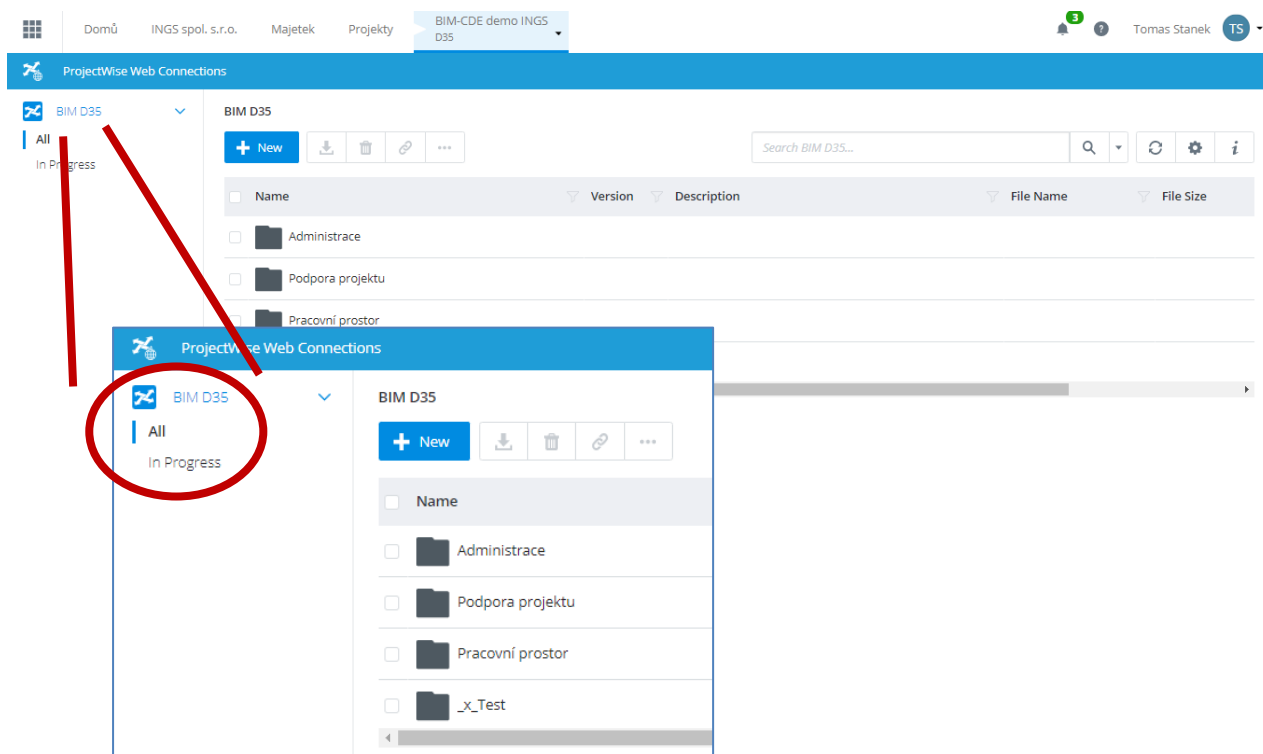 Domů INGS spol. s.r.o. Majetek Projekty BIM-CDE demo INGS
D35
3
? Tomas Stanek TS
ProjectWise Web Connections
BIM D35
All
In Progress
BIM D35
New
Search BIM D35...
i
Name Version Description File Name File Size
Administrace
Podpora projektu
Pracovní prostor
ProjectWise Web Connections
BIM D35
All
In Progress
BIM D35
New
Name
Administrace
Podpora projektu
Pracovní prostor
_x_Test